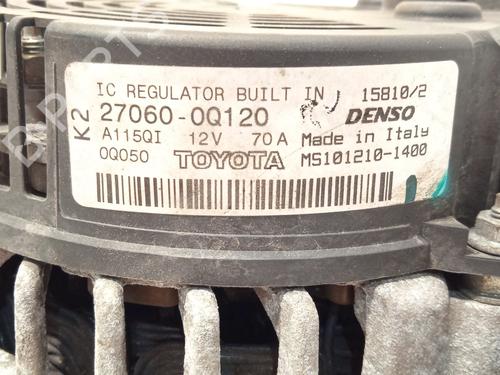 IC REGULATOR BUILT IN 15810/2
K2 27060-0Q120 DENSO
A115QI 12V 70A Made in Italy
0Q050 TOYOTA MS101210-1400